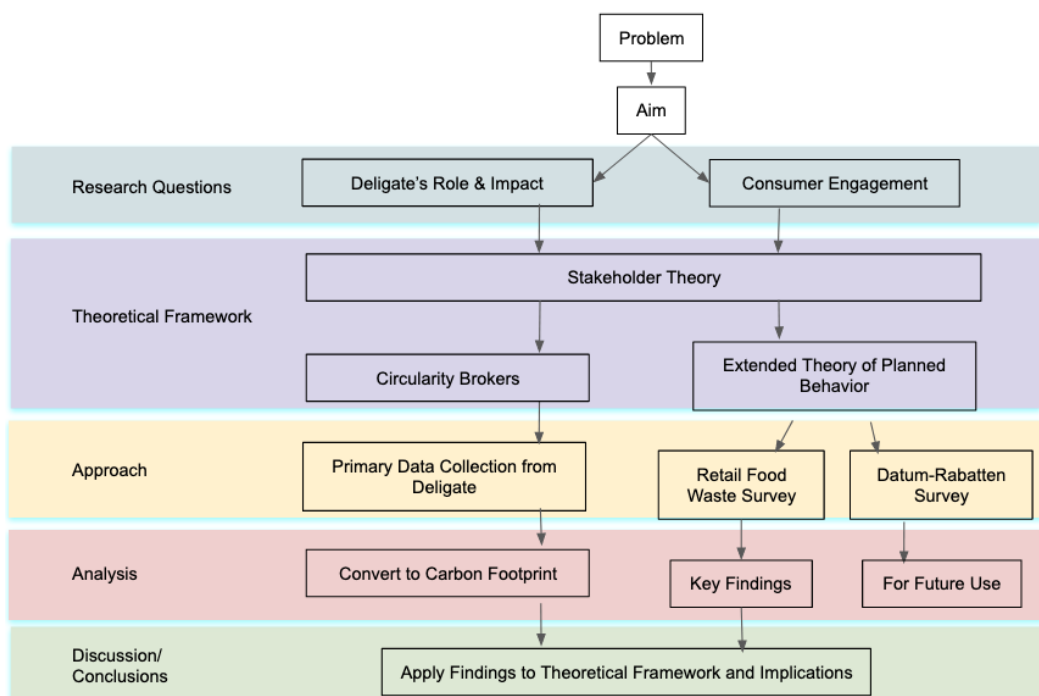 Problem
Aim
Research Questions
Deligate's Role & Impact
Consumer Engagement
Theoretical Framework
Stakeholder Theory
Circularity Brokers
Extended Theory of Planned
Behavior
Approach
Primary Data Collection from
Deligate
Retail Food
Waste Survey
Datum-Rabatten
Survey
Analysis
Convert to Carbon Footprint
Key Findings
For Future Use
Discussion/
Conclusions
Apply Findings to Theoretical Framework and Implications